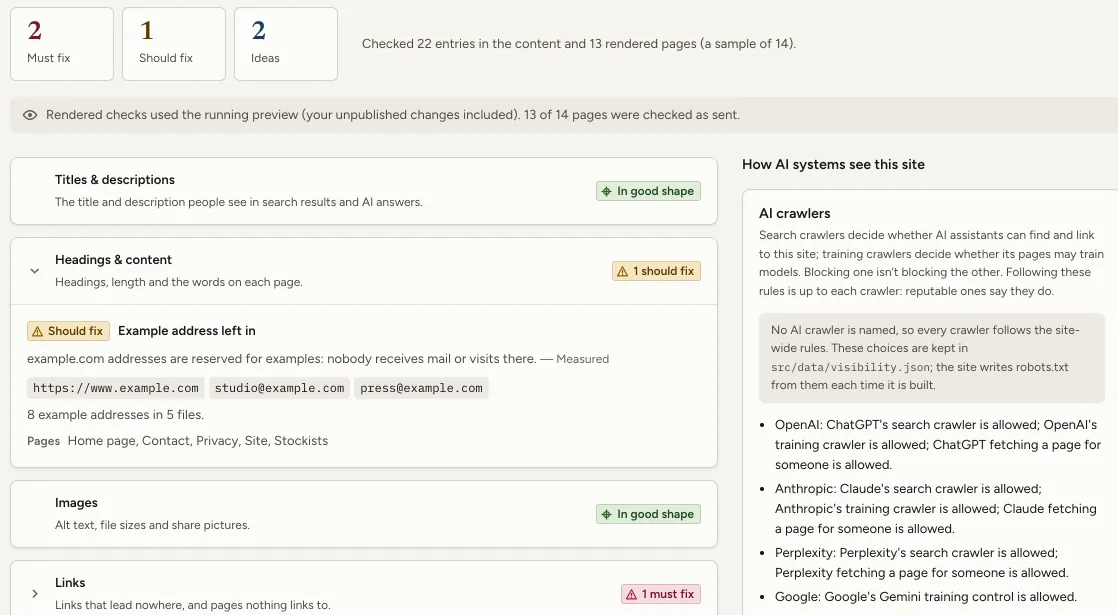 2
Must fix
1
Should fix
2
Ideas
Checked 22 entries in the content and 13 rendered pages (a sample of 14).
Rendered checks used the running preview (your unpublished changes included). 13 of 14 pages were checked as sent.
Titles & descriptions
The title and description people see in search results and AI answers.
In good shape
Headings & content
Headings, length and the words on each page.
1 should fix
Should fix Example address left in
example.com addresses are reserved for examples: nobody receives mail or visits there. — Measured
https://www.example.com studio@example.com press@example.com
8 example addresses in 5 files.
Pages Home page, Contact, Privacy, Site, Stockists
Images
Alt text, file sizes and share pictures.
In good shape
Links
Links that lead nowhere, and pages nothing links to.
1 must fix
How AI systems see this site
AI crawlers
Search crawlers decide whether AI assistants can find and link
to this site; training crawlers decide whether its pages may train
models. Blocking one isn't blocking the other. Following these
rules is up to each crawler: reputable ones say they do.
No AI crawler is named, so every crawler follows the site-
wide rules. These choices are kept in
src/data/visibility.json; the site writes robots.txt
from them each time it is built.
• OpenAI: ChatGPT's search crawler is allowed; OpenAI's
training crawler is allowed; ChatGPT fetching a page for
someone is allowed.
• Anthropic: Claude's search crawler is allowed;
Anthropic's training crawler is allowed; Claude fetching
a page for someone is allowed.
• Perplexity: Perplexity's search crawler is allowed;
Perplexity fetching a page for someone is allowed.
• Google: Google's Gemini training control is allowed.